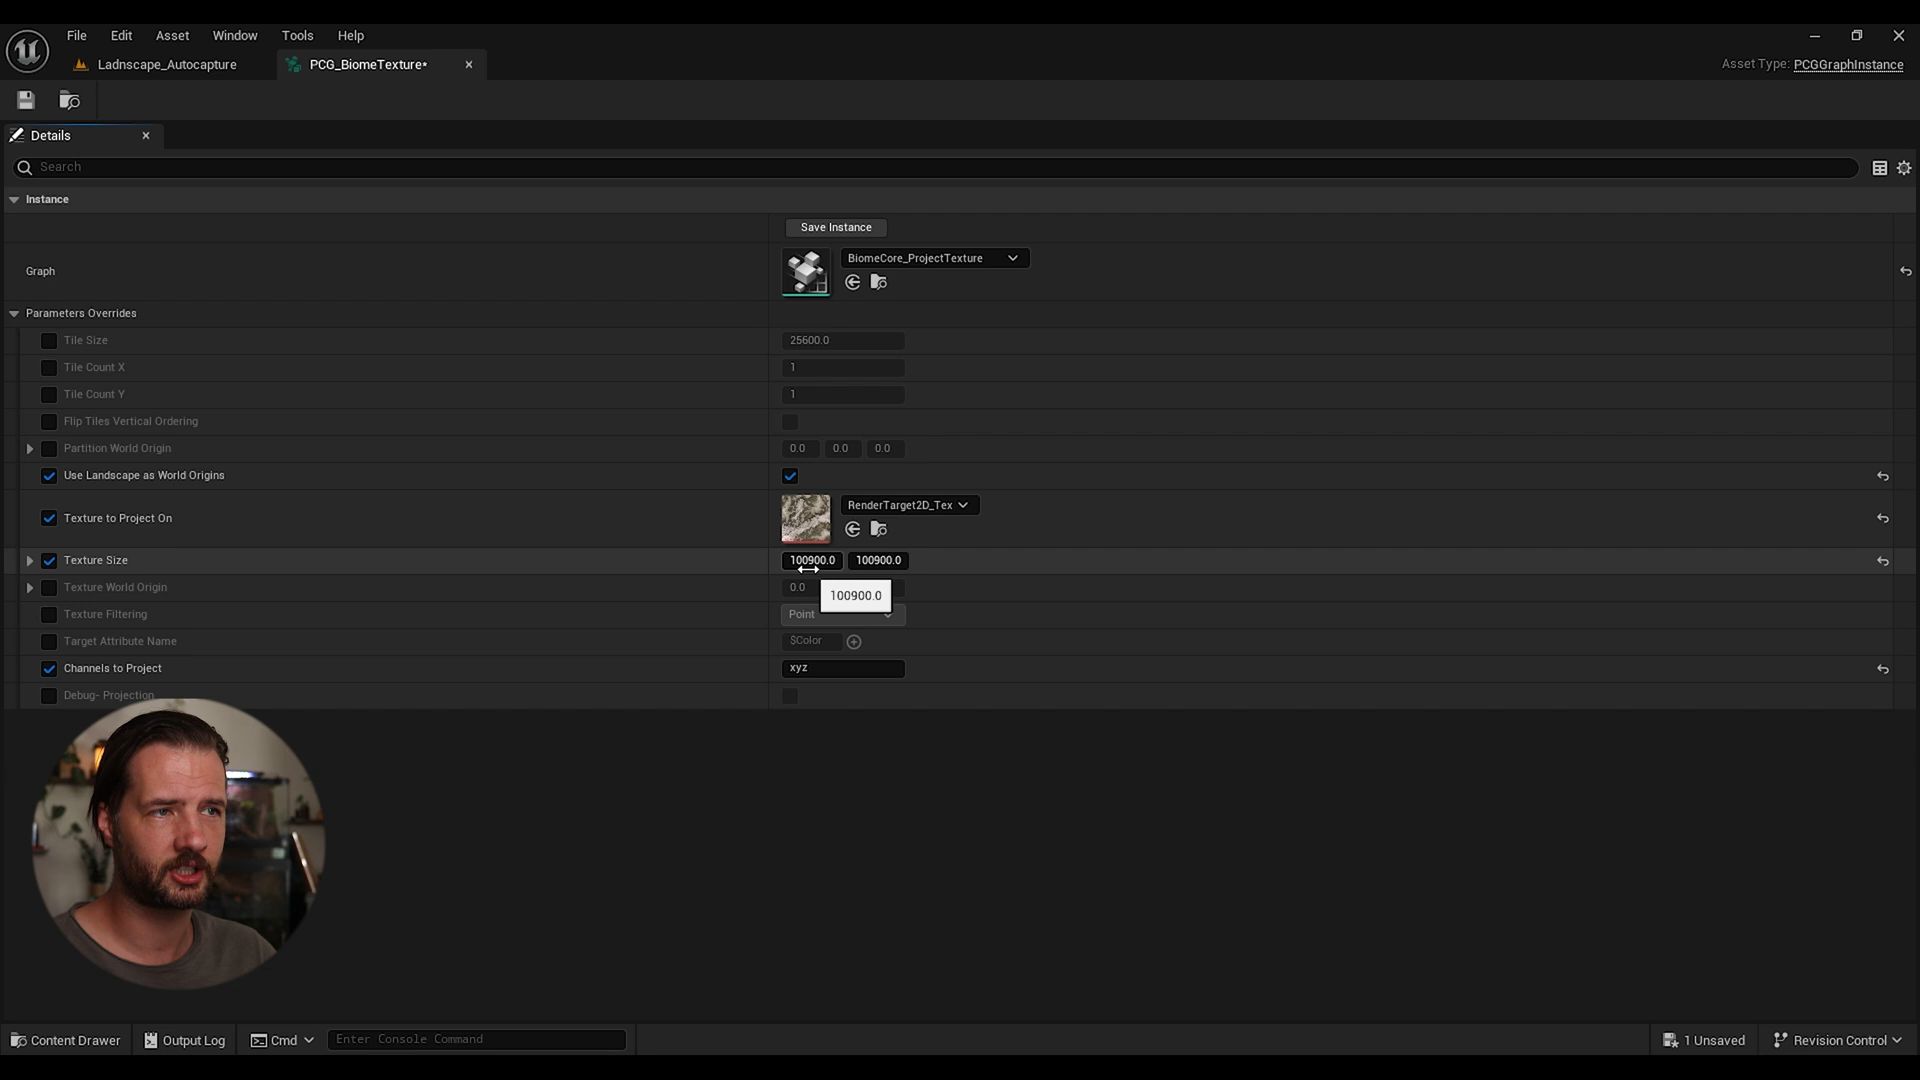 File Edit Asset Window Tools Help
Ladnscape_Autocapture PCG_BiomeTexture* Asset Type: PCGGraphInstance
Details
Search
Instance
Save Instance
Graph BiomeCore_ProjectTexture
Parameters Overrides
Tile Size 25600.0
Tile Count X 1
Tile Count Y 1
Flip Tiles Vertical Ordering
Partition World Origin 0.0 0.0 0.0
Use Landscape as World Origins
Texture to Project On RenderTarget2D_Tex
Texture Size 100900.0 100900.0
Texture World Origin 0.0
100900.0
Texture Filtering Point
Target Attribute Name $Color
Channels to Project xyz
Debug- Projection
Content Drawer Output Log Cmd Enter Console Command 1 Unsaved Revision Control